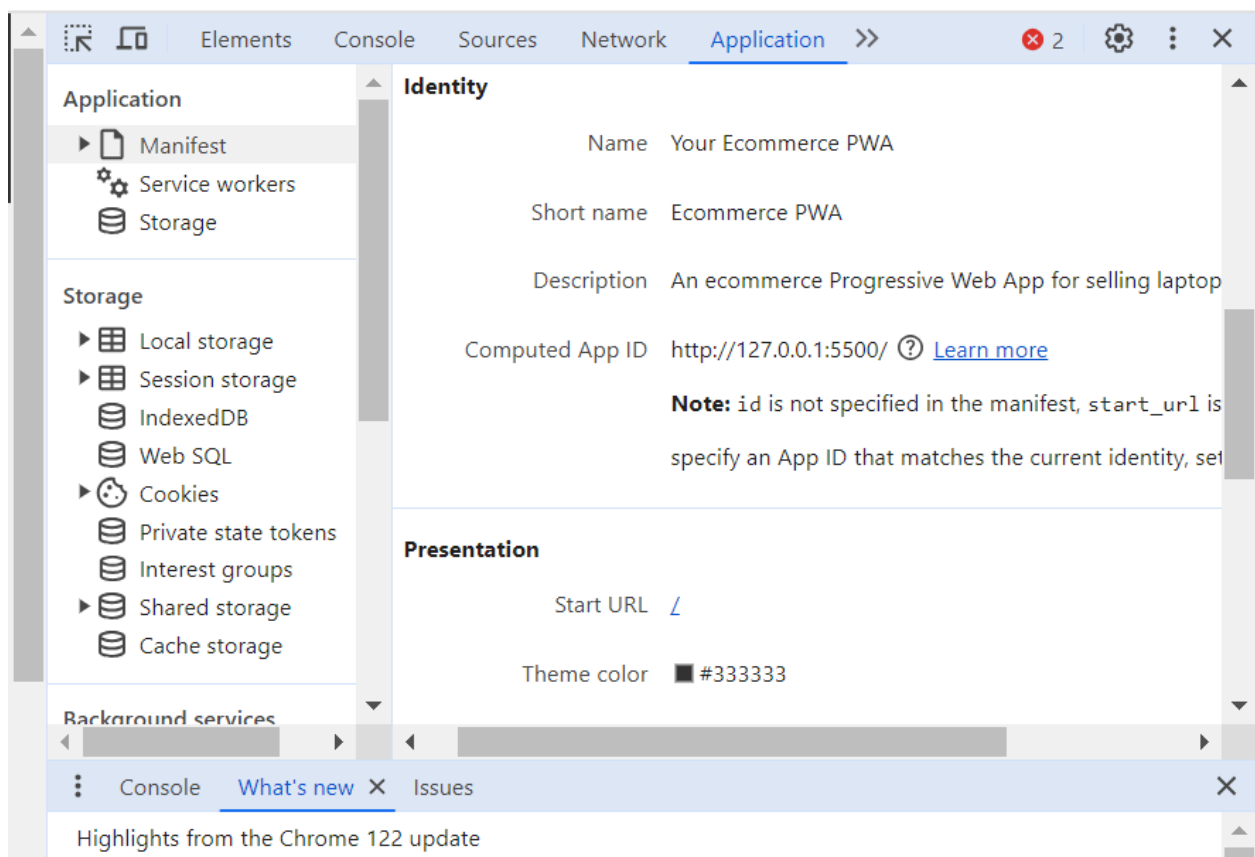 Elements Console Sources Network Application 2
Application
Manifest
Service workers
Storage
Storage
Local storage
Session storage
IndexedDB
Web SQL
Cookies
Private state tokens
Interest groups
Shared storage
Cache storage
Background services
Identity
Name Your Ecommerce PWA
Short name Ecommerce PWA
Description An ecommerce Progressive Web App for selling laptop
Computed App ID http://127.0.0.1:5500/ Learn more
Note: id is not specified in the manifest, start_url is
specify an App ID that matches the current identity, set
Presentation
Start URL /
Theme color #333333
Console What's new Issues
Highlights from the Chrome 122 update